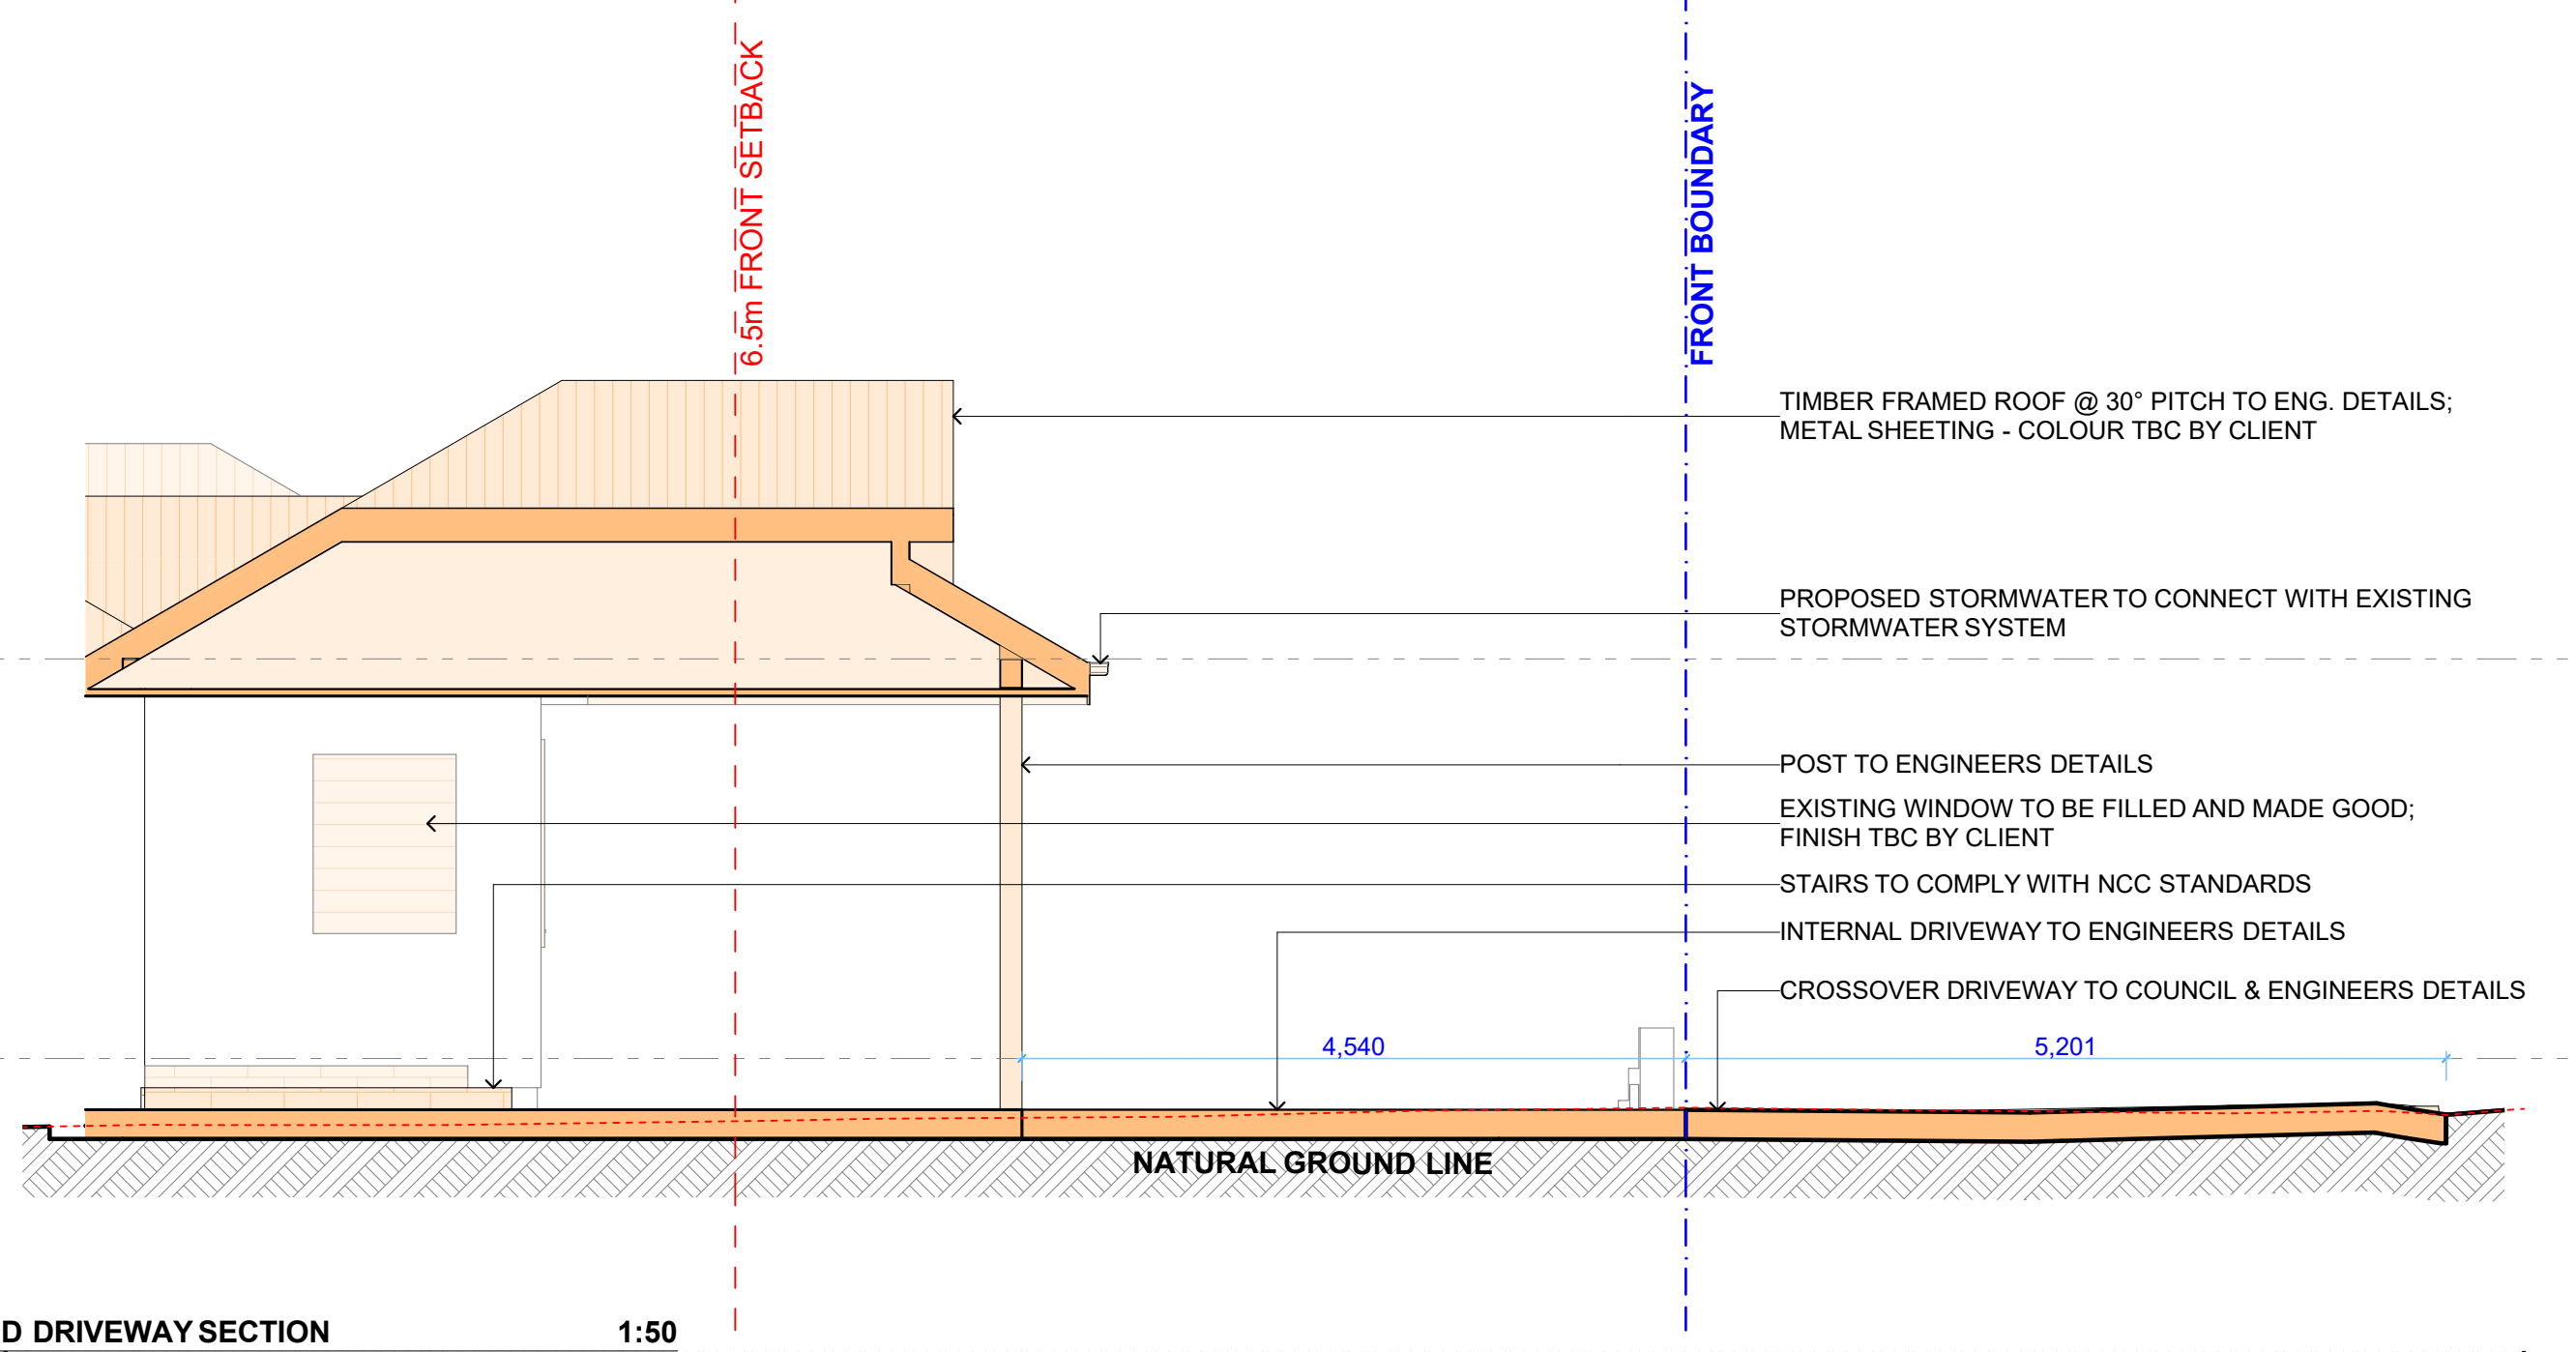 6.5m FRONT SETBACK
FRONT BOUNDARY
TIMBER FRAMED ROOF @ 30° PITCH TO ENG. DETAILS;
METAL SHEETING - COLOUR TBC BY CLIENT
PROPOSED STORMWATER TO CONNECT WITH EXISTING
STORMWATER SYSTEM
POST TO ENGINEERS DETAILS
EXISTING WINDOW TO BE FILLED AND MADE GOOD;
FINISH TBC BY CLIENT
STAIRS TO COMPLY WITH NCC STANDARDS
INTERNAL DRIVEWAY TO ENGINEERS DETAILS
CROSSOVER DRIVEWAY TO COUNCIL & ENGINEERS DETAILS
4,540
5,201
NATURAL GROUND LINE
D DRIVEWAY SECTION 1:50